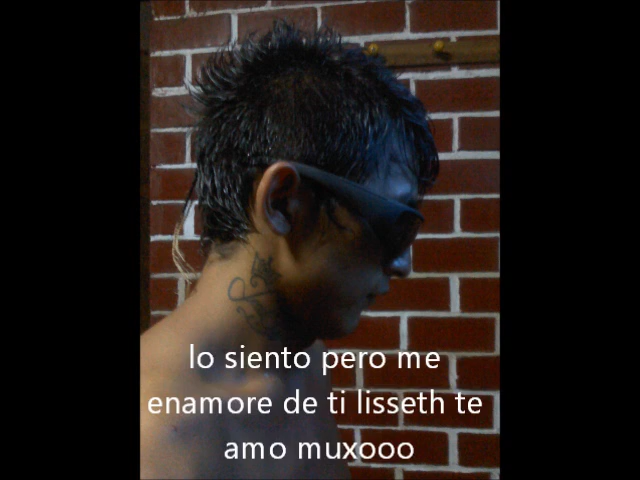 lo siento pero me
enamore de ti lisseth te
amo muxooo